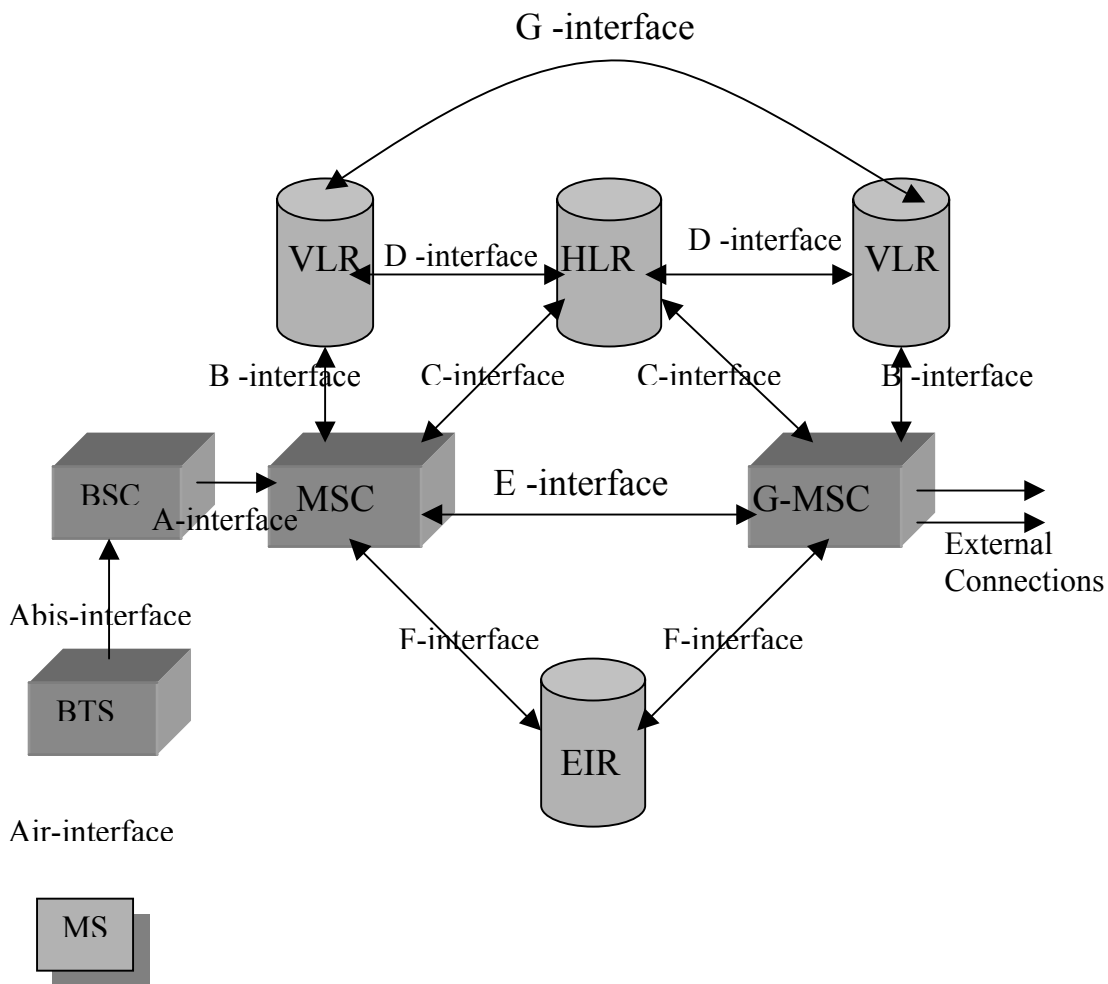 G -interface
VLR
D -interface
HLR
D -interface
VLR
B -interface
C-interface
C-interface
B -interface
BSC
MSC
E -interface
G-MSC
A-interface
External
Connections
Abis-interface
F-interface
F-interface
BTS
EIR
Air-interface
MS